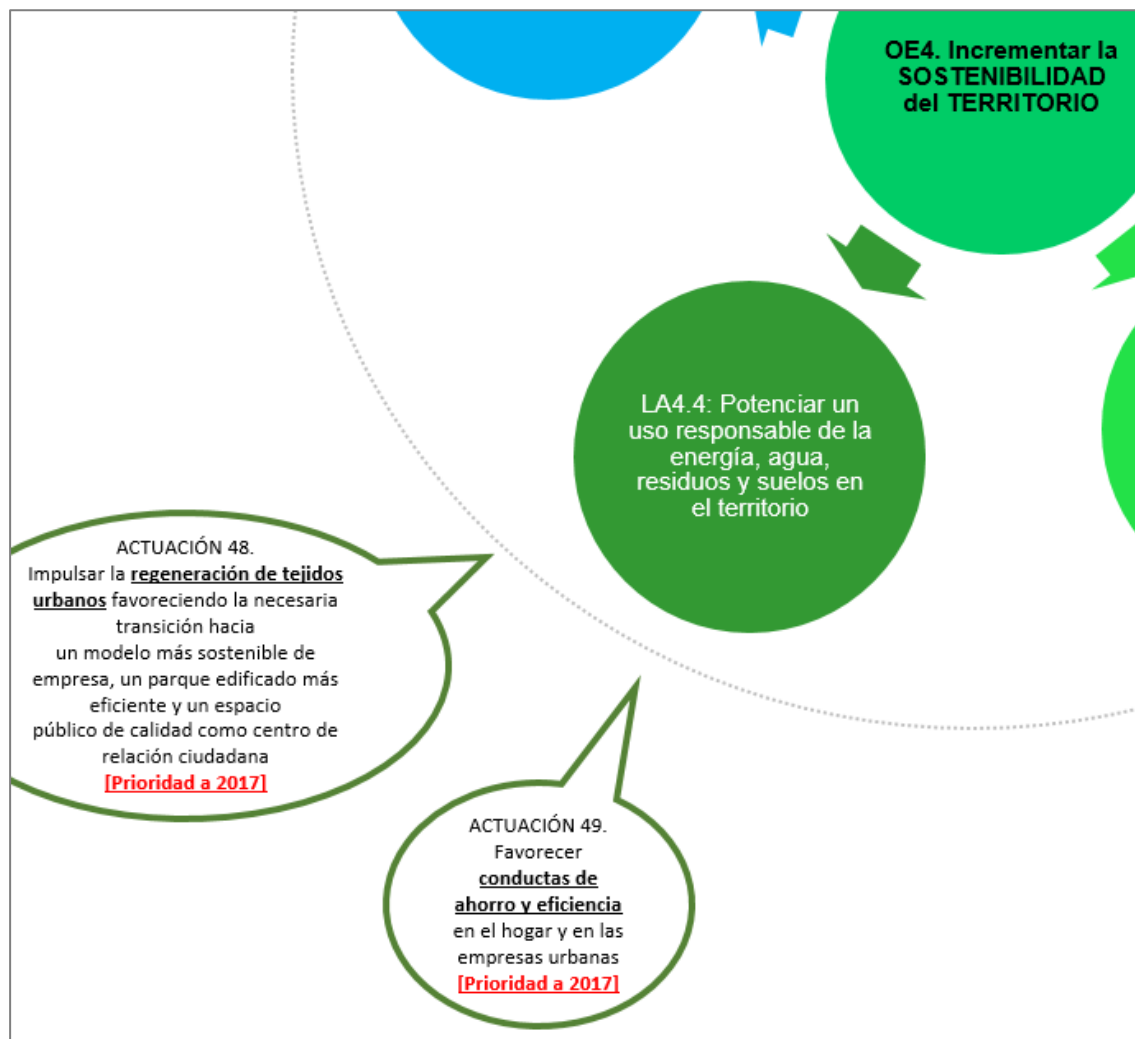 OE4. Incrementar la
SOSTENIBILIDAD
del TERRITORIO
LA4.4: Potenciar un
uso responsable de la
energía, agua,
residuos y suelos en
el territorio
ACTUACIÓN 48.
Impulsar la regeneración de tejidos
urbanos favoreciendo la necesaria
transición hacia
un modelo más sostenible de
empresa, un parque edificado más
eficiente y un espacio
público de calidad como centro de
relación ciudadana
[Prioridad a 2017]
ACTUACIÓN 49.
Favorecer
conductas de
ahorro y eficiencia
en el hogar y en las
empresas urbanas
[Prioridad a 2017]